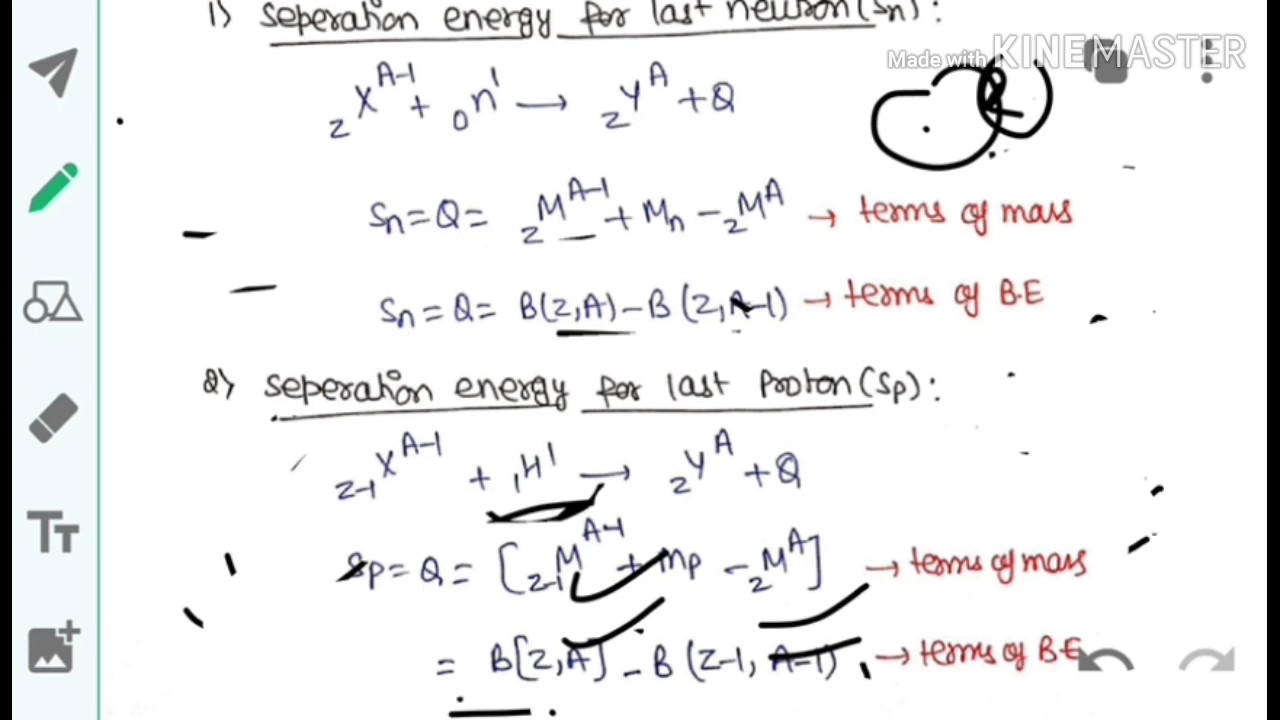 1) seperation energy for last neuron (Sn) :
Made with KINEMASTER
zX^A-1 + 0n^1 → zY^A + Q
Sn = Q = zM^A-1 + Mn - zM^A → terms of mass
Sn = Q = B(z,A) - B(z,A-1) → terms of B.E
2) seperation energy for last Proton (Sp) :
z-1X^A-1 + 1H^1 → zY^A + Q
Sp = Q = [z-1M^A-1 + mp - zM^A] → terms of mass
= B[z,A] - B(z-1, A-1) → terms of B.E
TT